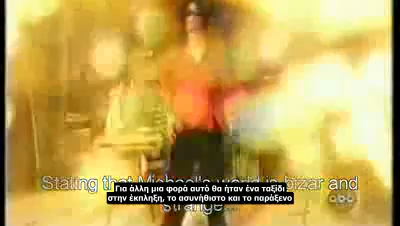 Stating that Michael's world is bizar and
strange...
Για άλλη μια φορά αυτό θα ήταν ένα ταξίδι
στην έκπληξη, το ασυνήθιστο και το παράξενο
abc